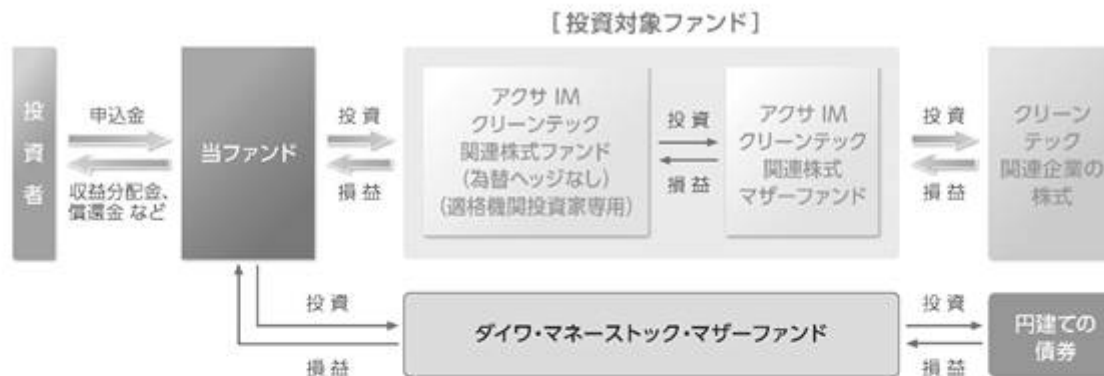 [投資対象ファンド]
投資者
申込金
収益分配金、
償還金 など
当ファンド
投 資
損 益
アクサ IM
クリーンテック
関連株式ファンド
(為替ヘッジなし)
(適格機関投資家専用)
投 資
損 益
アクサ IM
クリーンテック
関連株式
マザーファンド
投 資
損 益
クリーン
テック
関連企業の
株式
投 資
損 益
ダイワ・マネーストック・マザーファンド
投 資
損 益
円建ての
債券